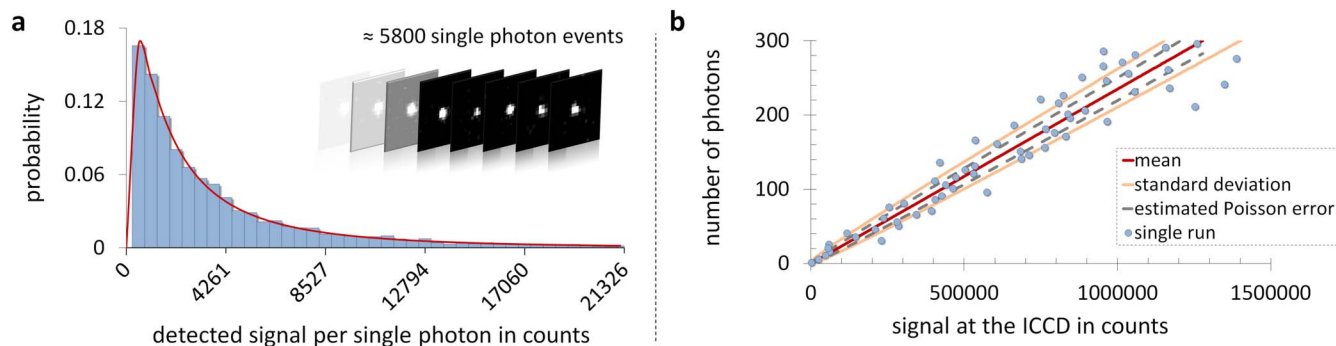 a
≈ 5800 single photon events
0.18
0.12
0.06
0
probability
0
4261
8527
12794
17060
21326
detected signal per single photon in counts
b
300
200
100
0
number of photons
mean
standard deviation
estimated Poisson error
single run
0
500000
1000000
1500000
signal at the ICCD in counts